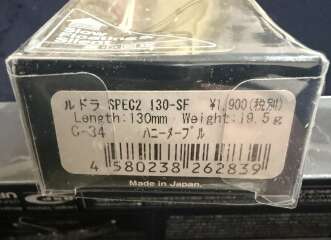 Slow
ルドラ SPEC2 130-SF ¥1,900(税別)
Length:130mm Weight:19.5g
G-34 ハニーメープル
4 580238 262839
Made in Japan.